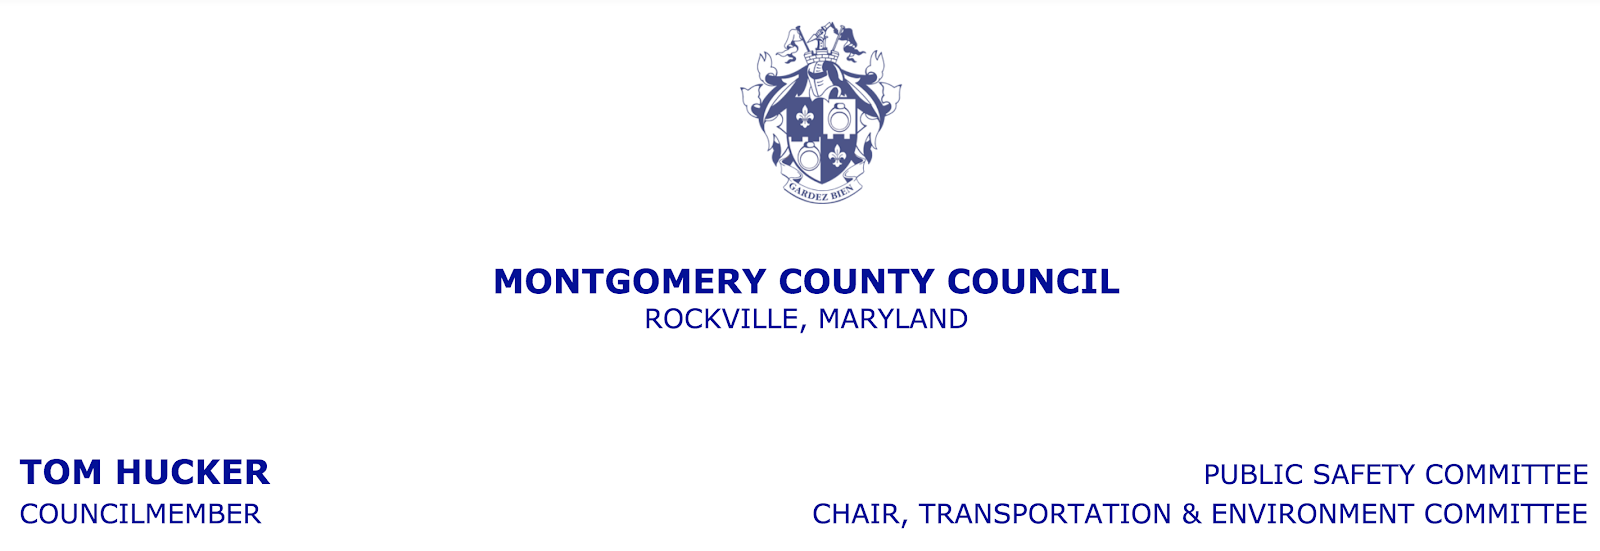 GARDEZ BIEN
MONTGOMERY COUNTY COUNCIL
ROCKVILLE, MARYLAND
TOM HUCKER
COUNCILMEMBER
PUBLIC SAFETY COMMITTEE
CHAIR, TRANSPORTATION & ENVIRONMENT COMMITTEE